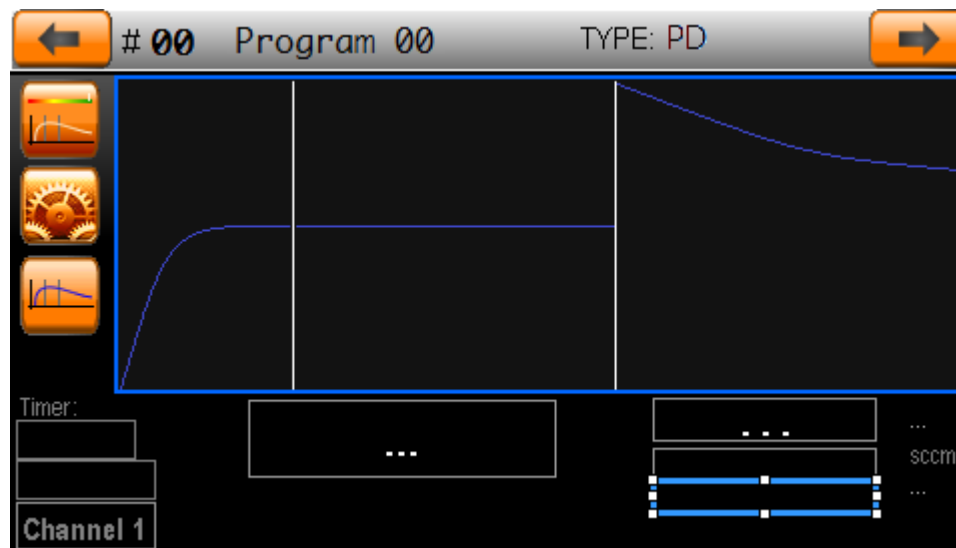 # 00 Program 00 TYPE: PD
Timer:
...
... ...
sccm
...
Channel 1